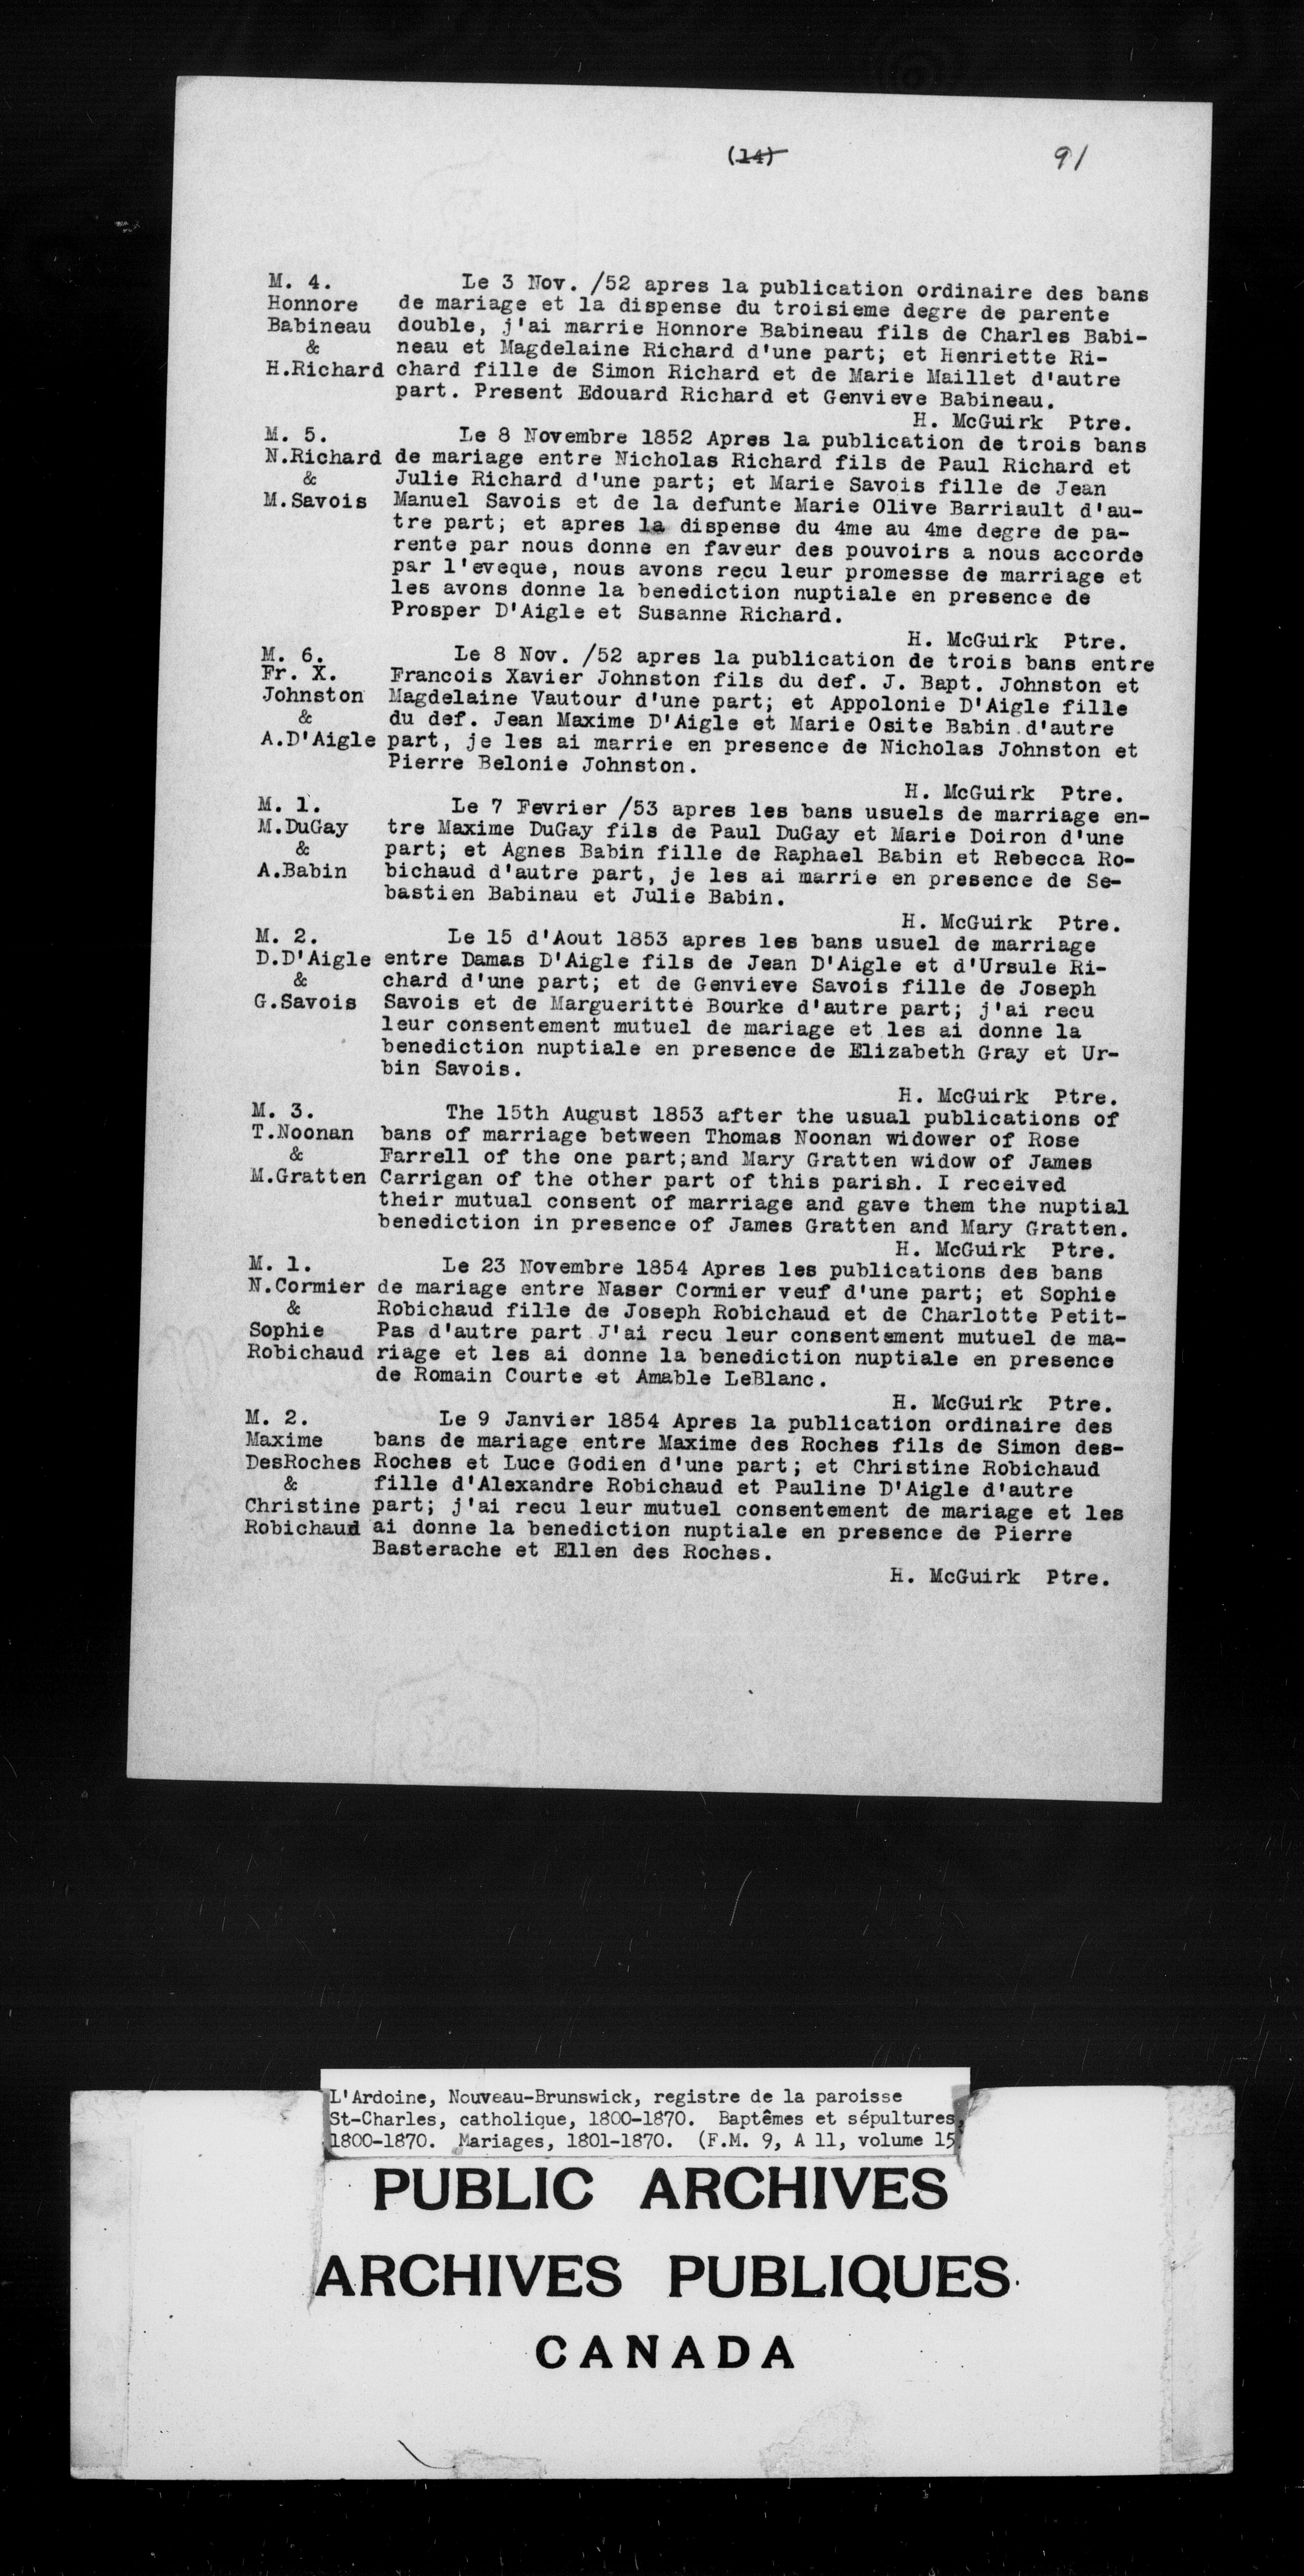 (14) 91
M. 4. Le 3 Nov. /52 apres la publication ordinaire des bans
Honnore de mariage et la dispense du troisieme degre de parente
Babineau double, j'ai marrie Honnore Babineau fils de Charles Babi-
& neau et Magdelaine Richard d'une part; et Henriette Ri-
H.Richard chard fille de Simon Richard et de Marie Maillet d'autre
part. Present Edouard Richard et Genvieve Babineau.
H. McGuirk Ptre.
M. 5. Le 8 Novembre 1852 Apres la publication de trois bans
N.Richard de mariage entre Nicholas Richard fils de Paul Richard et
& Julie Richard d'une part; et Marie Savois fille de Jean
M.Savois Manuel Savois et de la defunte Marie Olive Barriault d'au-
tre part; et apres la dispense du 4me au 4me degre de pa-
rente par nous donne en faveur des pouvoirs a nous accorde
par l'eveque, nous avons reçu leur promesse de marriage et
les avons donne la benediction nuptiale en presence de
Prosper D'Aigle et Susanne Richard.
H. McGuirk Ptre.
M. 6. Le 8 Nov. /52 apres la publication de trois bans entre
Fr. X. Francois Xavier Johnston fils du def. J. Bapt. Johnston et
Johnston Magdelaine Vautour d'une part; et Appolonie D'Aigle fille
& du def. Jean Maxime D'Aigle et Marie Osite Babin d'autre
A.D'Aigle part, je les ai marrie en presence de Nicholas Johnston et
Pierre Belonie Johnston.
H. McGuirk Ptre.
M. 1. Le 7 Fevrier /53 apres les bans usuels de marriage en-
M.DuGay tre Maxime DuGay fils de Paul DuGay et Marie Doiron d'une
& part; et Agnes Babin fille de Raphael Babin et Rebecca Ro-
A.Babin bichaud d'autre part, je les ai marrie en presence de Se-
bastien Babinau et Julie Babin.
H. McGuirk Ptre.
M. 2. Le 15 d'Aout 1853 apres les bans usuel de marriage
D.D'Aigle entre Damas D'Aigle fils de Jean D'Aigle et d'Ursule Ri-
& chard d'une part; et de Genvieve Savois fille de Joseph
G.Savois Savois et de Margueritte Bourke d'autre part; j'ai recu
leur consentement mutuel de mariage et les ai donne la
benediction nuptiale en presence de Elizabeth Gray et Ur-
bin Savois.
H. McGuirk Ptre.
M. 3. The 15th August 1853 after the usual publications of
T.Noonan bans of marriage between Thomas Noonan widower of Rose
& Farrell of the one part;and Mary Gratten widow of James
M.Gratten Carrigan of the other part of this parish. I received
their mutual consent of marriage and gave them the nuptial
benediction in presence of James Gratten and Mary Gratten.
H. McGuirk Ptre.
M. 1. Le 23 Novembre 1854 Apres les publications des bans
N.Cormier de mariage entre Naser Cormier veuf d'une part; et Sophie
& Robichaud fille de Joseph Robichaud et de Charlotte Petit-
Sophie Pas d'autre part J'ai recu leur consentement mutuel de ma-
Robichaud riage et les ai donne la benediction nuptiale en presence
de Romain Courte et Amable LeBlanc.
H. McGuirk Ptre.
M. 2. Le 9 Janvier 1854 Apres la publication ordinaire des
Maxime bans de mariage entre Maxime des Roches fils de Simon des-
DesRoches Roches et Luce Godien d'une part; et Christine Robichaud
& fille d'Alexandre Robichaud et Pauline D'Aigle d'autre
Christine part; j'ai recu leur mutuel consentement de mariage et les
Robichaud ai donne la benediction nuptiale en presence de Pierre
Basterache et Ellen des Roches.
H. McGuirk Ptre.
L'Ardoine, Nouveau-Brunswick, registre de la paroisse
St-Charles, catholique, 1800-1870. Baptêmes et sépultures,
1800-1870. Mariages, 1801-1870. (F.M. 9, A 11, volume 15
PUBLIC ARCHIVES
ARCHIVES PUBLIQUES
CANADA